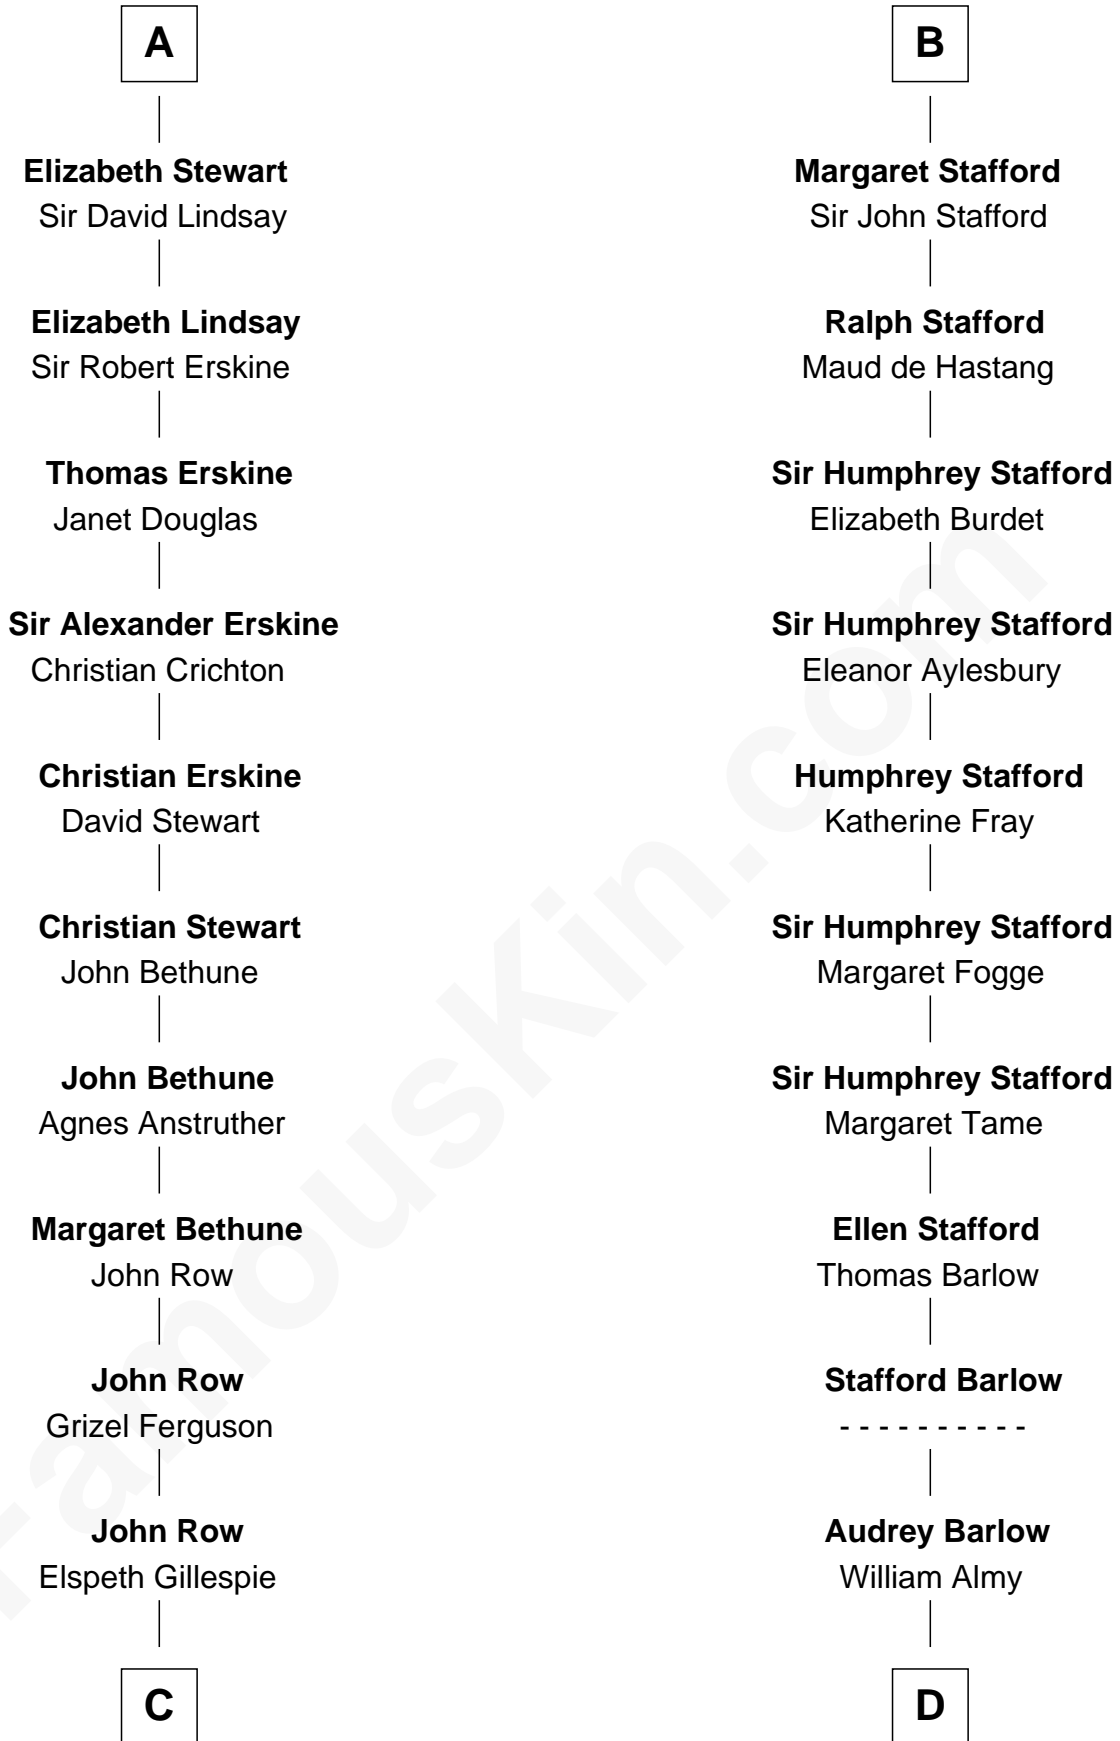 A
Elizabeth Stewart
Sir David Lindsay
Elizabeth Lindsay
Sir Robert Erskine
Thomas Erskine
Janet Douglas
Sir Alexander Erskine
Christian Crichton
Christian Erskine
David Stewart
Christian Stewart
John Bethune
John Bethune
Agnes Anstruther
Margaret Bethune
John Row
John Row
Grizel Ferguson
John Row
Elspeth Gillespie
C
B
Margaret Stafford
Sir John Stafford
Ralph Stafford
Maud de Hastang
Sir Humphrey Stafford
Elizabeth Burdet
Sir Humphrey Stafford
Eleanor Aylesbury
Humphrey Stafford
Katherine Fray
Sir Humphrey Stafford
Margaret Fogge
Sir Humphrey Stafford
Margaret Tame
Ellen Stafford
Thomas Barlow
Stafford Barlow
- - - - - - - - - -
Audrey Barlow
William Almy
D
FamousKin.com